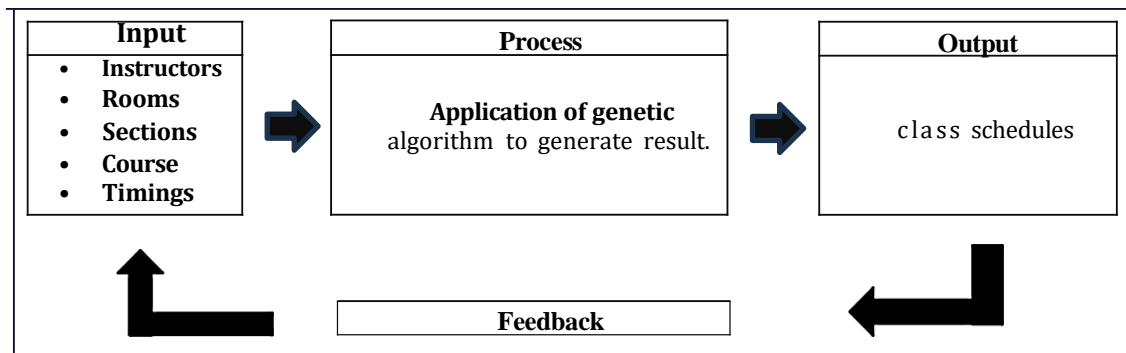 Input
• Instructors
• Rooms
• Sections
• Course
• Timings
Process
Application of genetic
algorithm to generate result.
Output
class schedules
Feedback